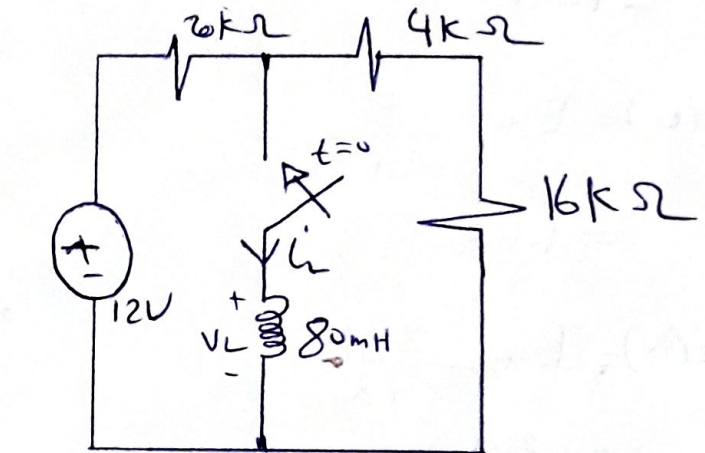 4KΩ
t=0
16KΩ
iL
+
-
12V
+
VL
-
80mH